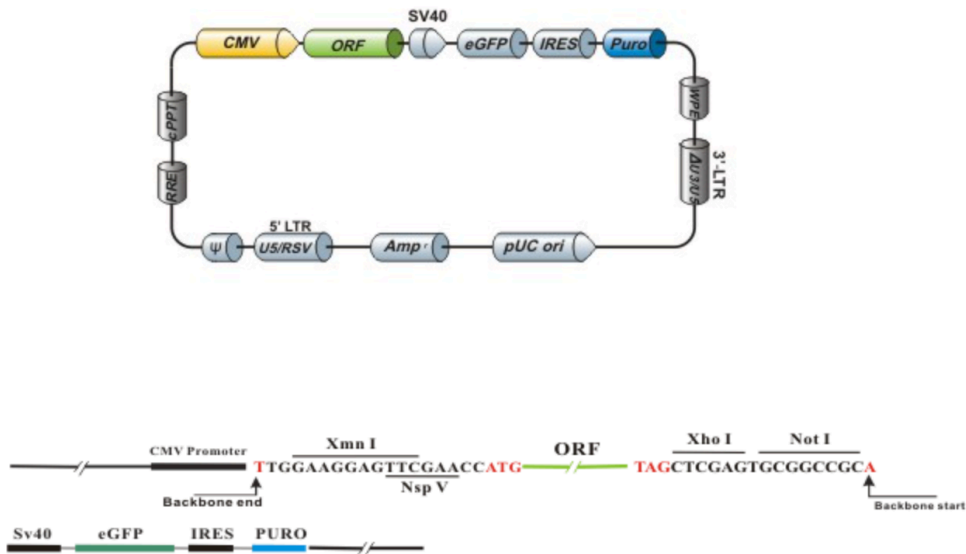 SV40
CMV ORF eGFP IRES Puro
cPPT WPE
RRE ΔU3/U5 3'-LTR
5' LTR
Ψ U5/RSV Amp r pUC ori
Xmn I ORF Xho I Not I
CMV Promoter
TTGGAAGGAGTTCGAACCATG TAGCTCGAGTGCGGCCGCA
Nsp V
Backbone end Backbone start
Sv40 eGFP IRES PURO